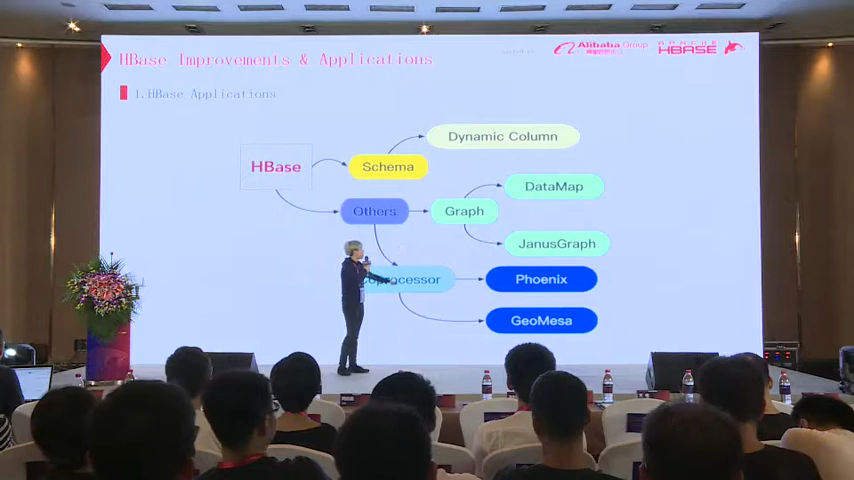 HBase Improvements & Applications
Alibaba Group
APACHE
HBASE
1.HBase Applications
Dynamic Column
HBase
Schema
DataMap
Others
Graph
JanusGraph
Coprocessor
Phoenix
GeoMesa